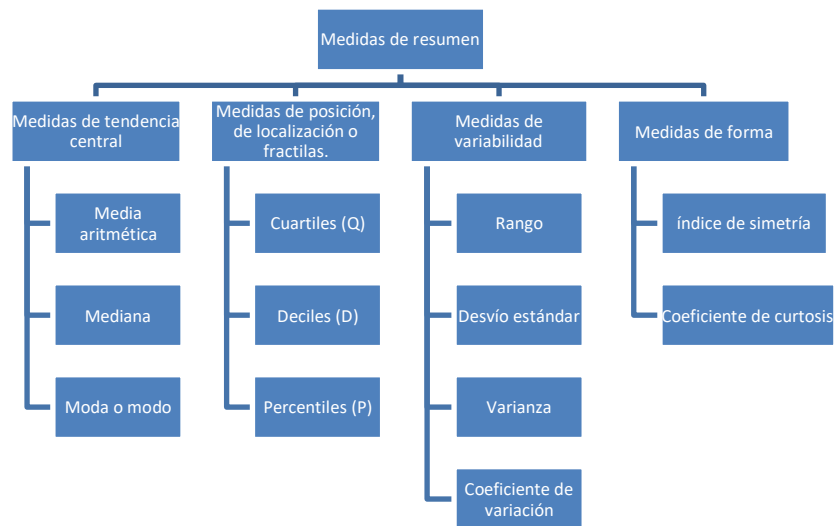 Medidas de resumen
Medidas de tendencia
central
Media
aritmética
Mediana
Moda o modo
Medidas de posición,
de localización o
fractilas.
Cuartiles (Q)
Deciles (D)
Percentiles (P)
Medidas de
variabilidad
Rango
Desvío estándar
Varianza
Coeficiente de
variación
Medidas de forma
índice de simetría
Coeficiente de curtosis